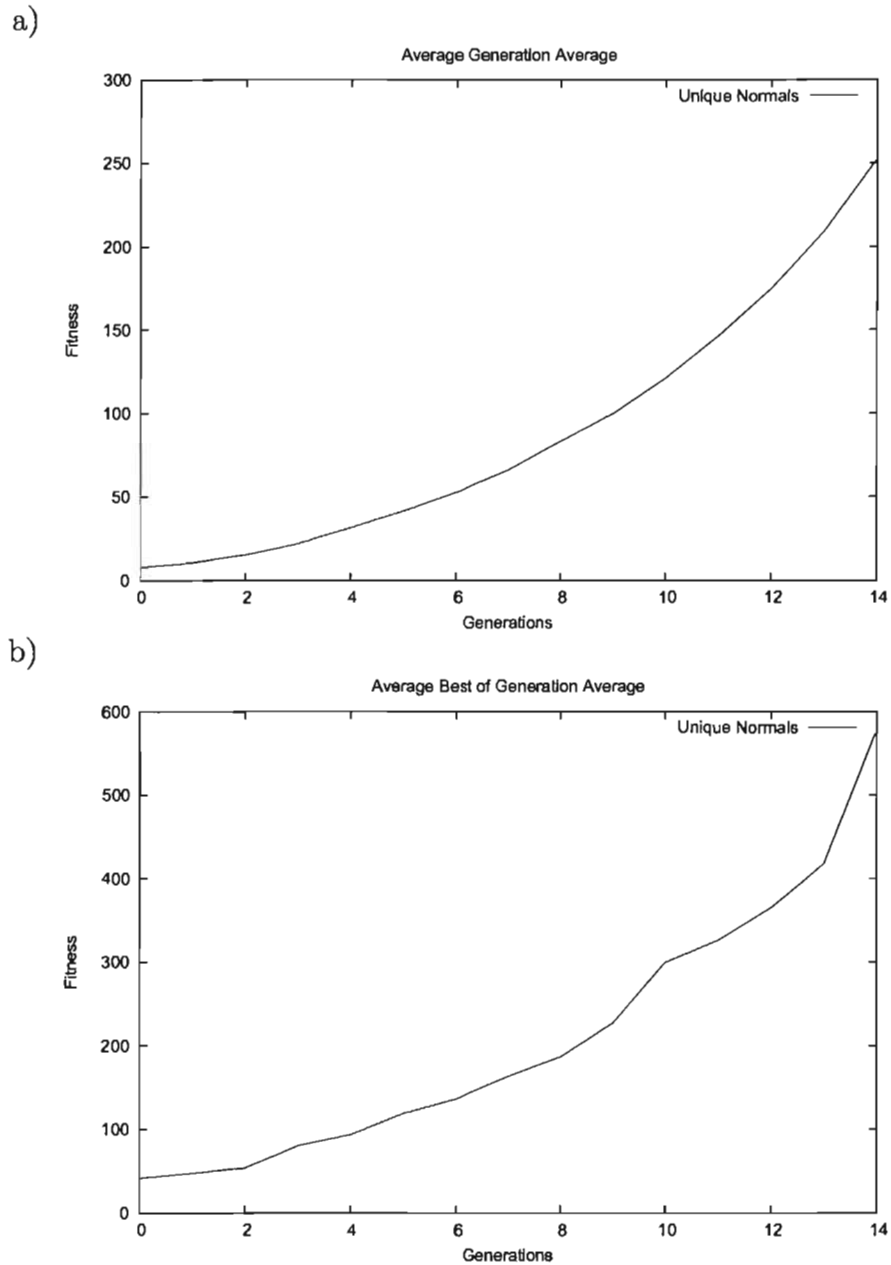 a)
Average Generation Average
300
Unique Normals
250
200
150
Fitness
100
50
0
0 2 4 6 8 10 12 14
Generations
b)
Average Best of Generation Average
600
Unique Normals
500
400
300
Fitness
200
100
0
0 2 4 6 8 10 12 14
Generations